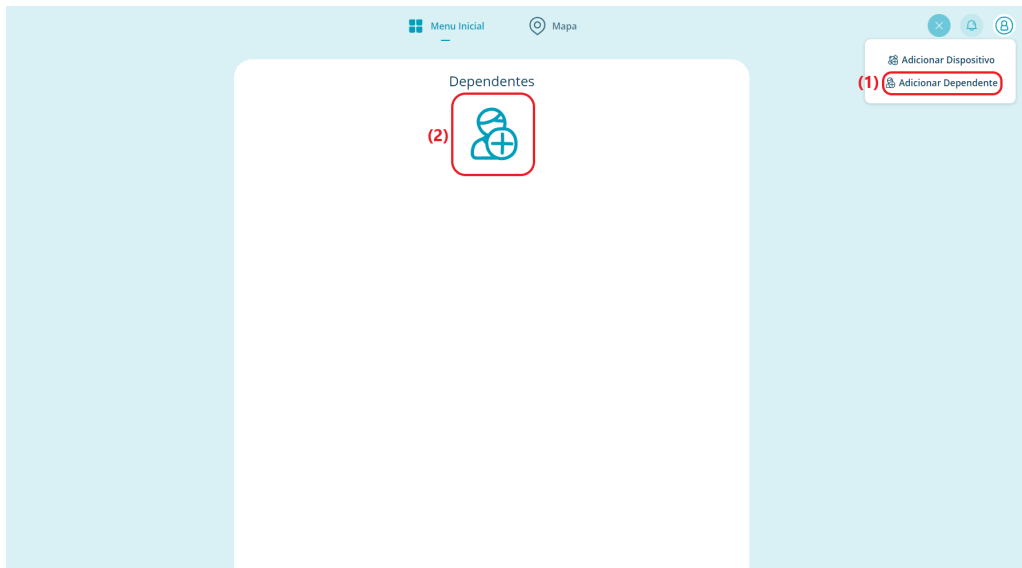 Menu Inicial
Mapa
Adicionar Dispositivo
(1) Adicionar Dependente
Dependentes
(2)